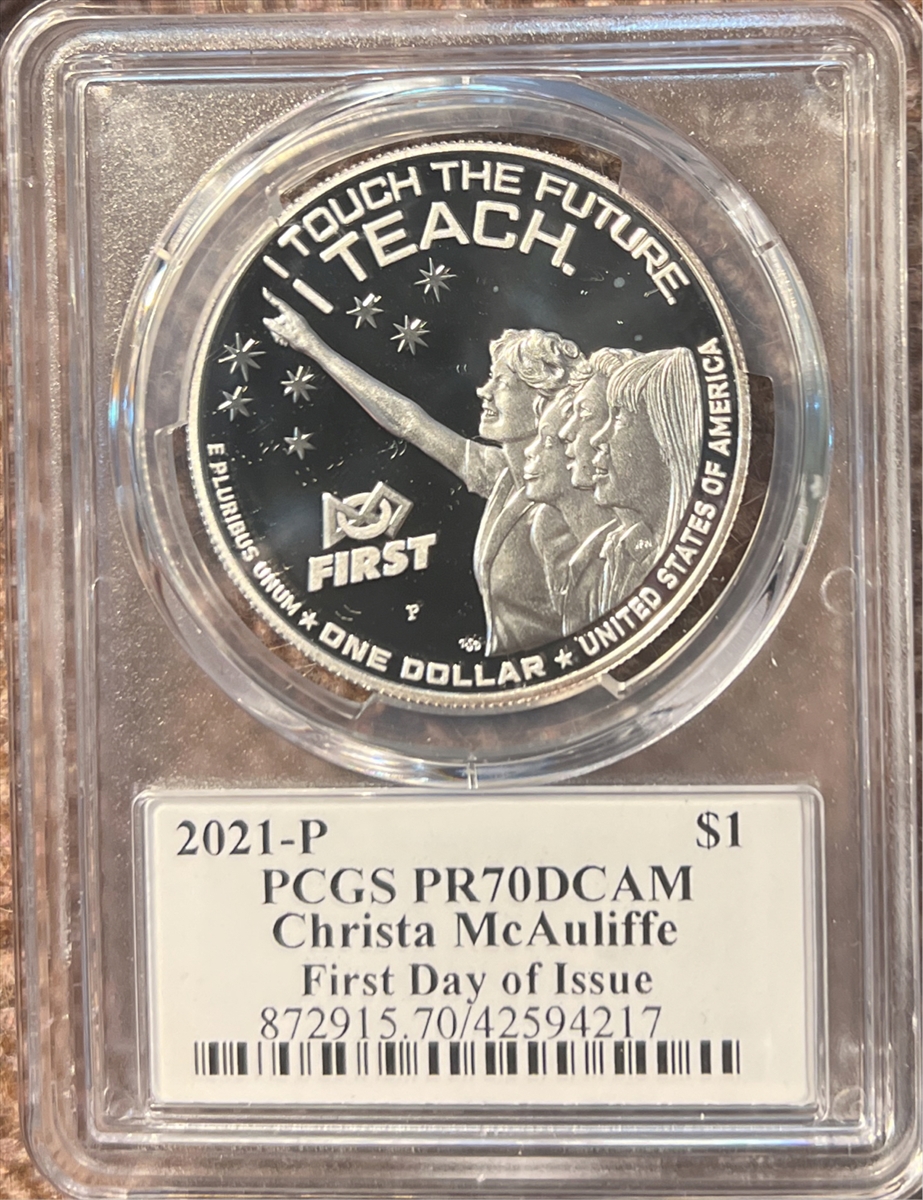 I TOUCH THE FUTURE.
I TEACH.
E PLURIBUS UNUM ★ ONE DOLLAR ★ UNITED STATES OF AMERICA
FIRST
P
2021-P $1
PCGS PR70DCAM
Christa McAuliffe
First Day of Issue
872915.70/42594217